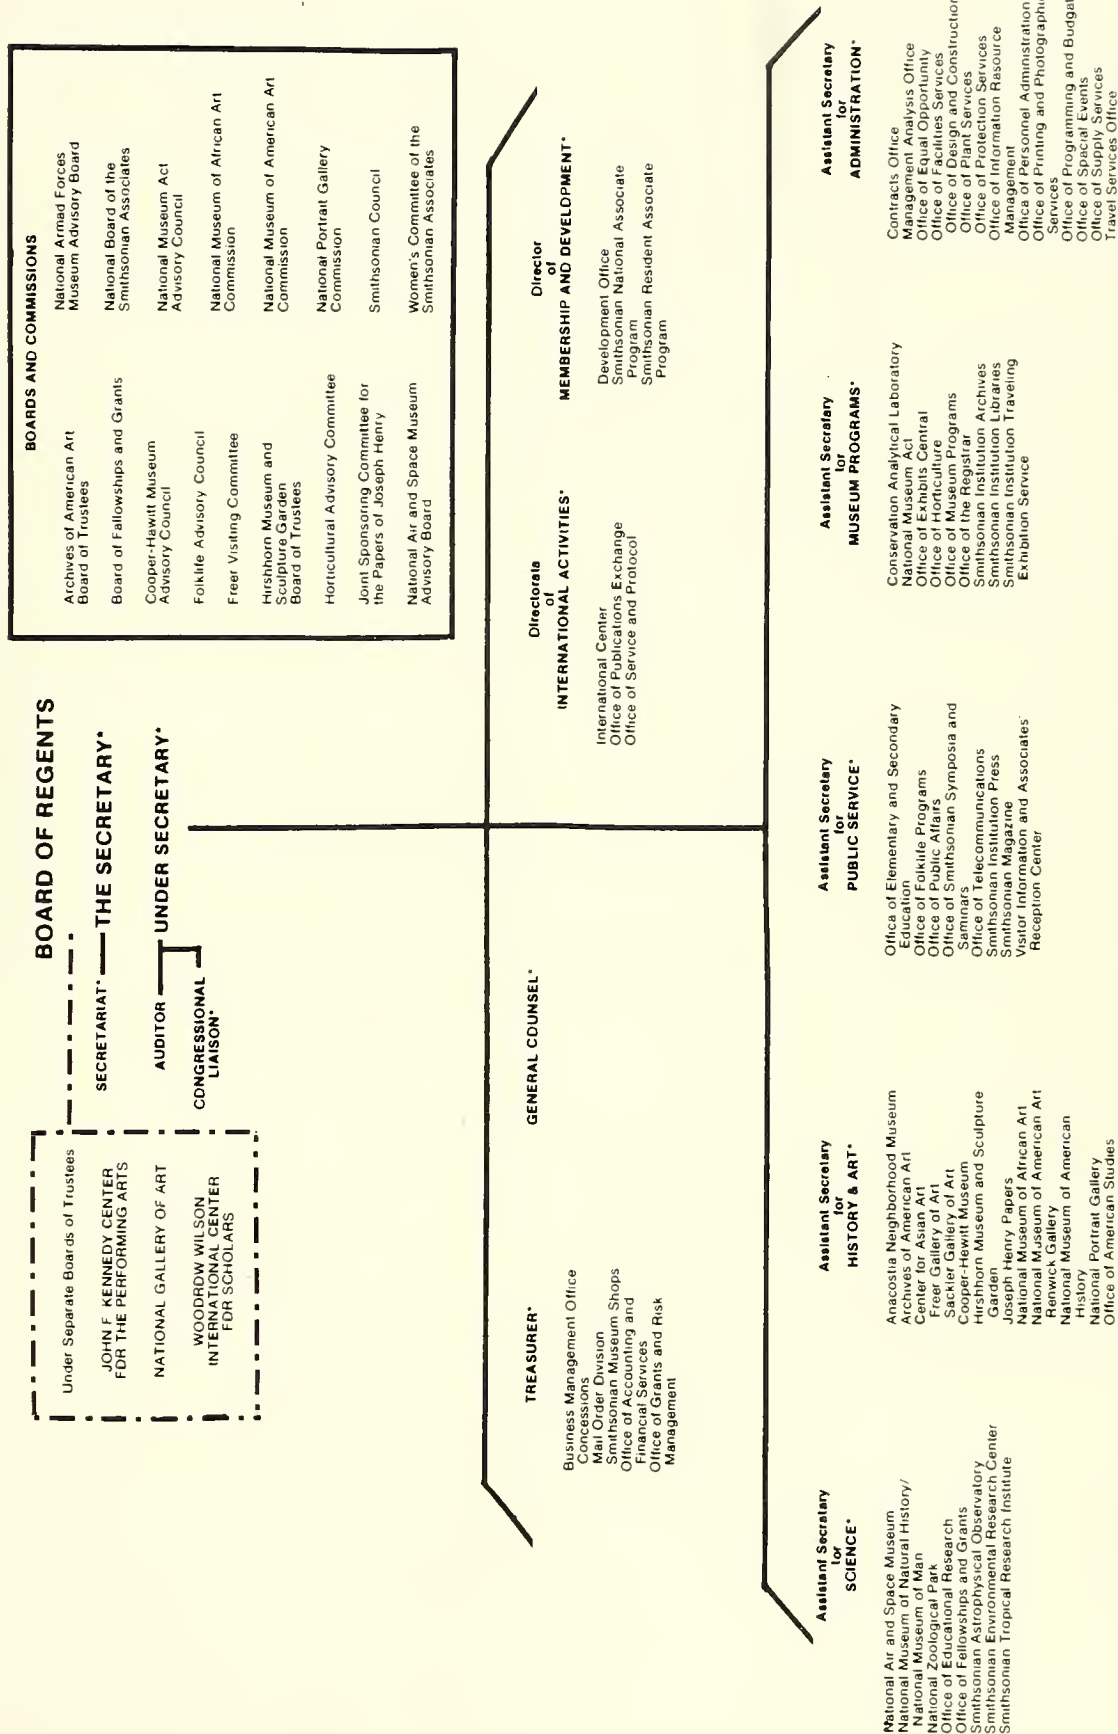 BOARD OF REGENTS
SECRETARIAT*
THE SECRETARY*
AUDITOR
UNDER SECRETARY*
CONGRESSIONAL
LIAISON*
Under Separate Boards of Trustees
JOHN F KENNEDY CENTER
FOR THE PERFORMING ARTS
NATIONAL GALLERY OF ART
WOODROW WILSON
INTERNATIONAL CENTER
FOR SCHOLARS
BOARDS AND COMMISSIONS
Archives of American Art
Board of Trustees
Board of Fallowships and Grants
Cooper-Hawitt Museum
Advisory Council
Folklife Advisory Council
Freer Visiting Committee
Hirshhorn Museum and
Sculpture Garden
Board of Trustees
Horticultural Advisory Committee
Joint Sponsoring Committee for
the Papers of Joseph Henry
National Air and Space Museum
Advisory Board
National Armad Forces
Museum Advisory Board
National Board of the
Smithsonian Associates
National Museum Act
Advisory Council
National Museum of African Art
Commission
National Museum of American Art
Commission
National Portrait Gallery
Commission
Smithsonian Council
Women's Committee of the
Smithsonian Associates
TREASURER*
Business Management Office
Concessions
Mail Order Division
Smithsonian Museum Shops
Office of Accounting and
Financial Services
Office of Grants and Risk
Management
GENERAL COUNSEL*
Directorata
of
INTERNATIONAL ACTIVITIES*
International Center
Office of Publications Exchange
Office of Service and Protocol
Director
of
MEMBERSHIP AND DEVELOPMENT*
Development Office
Smithsonian National Associate
Program
Smithsonian Resident Associate
Program
Assistant Secratary
for
SCIENCE*
National Air and Space Museum
National Museum of Natural History/
National Museum of Man
National Zoological Park
Office of Educational Research
Office of Fellowships and Grants
Smithsonian Astrophysical Observatory
Smithsonian Environmental Research Center
Smithsonian Tropical Research Institute
Assistant Secretary
for
HISTORY & ART*
Anacostia Neighborhood Museum
Archives of American Art
Center for Asian Art
Freer Gallery of Art
Sackler Gallery of Art
Cooper-Hewitt Museum
Hirshhorn Museum and Sculpture
Garden
Joseph Henry Papers
National Museum of African Art
National Museum of American Art
Renwick Gallery
National Museum of American
History
National Portrait Gallery
Office of American Studies
Assistant Secretary
for
PUBLIC SERVICE*
Offica of Elementary and Secondary
Education
Office of Folklife Programs
Office of Public Affairs
Office of Smithsonian Symposia and
Saminars
Office of Telecommunications
Smithsonian Institution Press
Smithsonian Magazine
Visitor Information and Associates'
Reception Center
Assistant Secratary
for
MUSEUM PROGRAMS*
Conservation Analytical Laboratory
National Museum Act
Office of Exhibits Central
Office of Horticulture
Office of Museum Programs
Office of the Registrar
Smithsonian Institution Archives
Smithsonian Institution Libraries
Smithsonian Institution Traveling
Exhibition Service
Assistant Secretary
for
ADMINISTRATION*
Contracts Office
Management Analysis Office
Office of Equal Opportunity
Office of Facilities Services
Office of Design and Construction
Office of Plant Services
Office of Protection Services
Office of Information Rasource
Management
Offica of Personnel Administration
Office of Printing and Photographic
Services
Office of Programming and Budget
Office of Spacial Events
Office of Supply Services
Travel Services Office